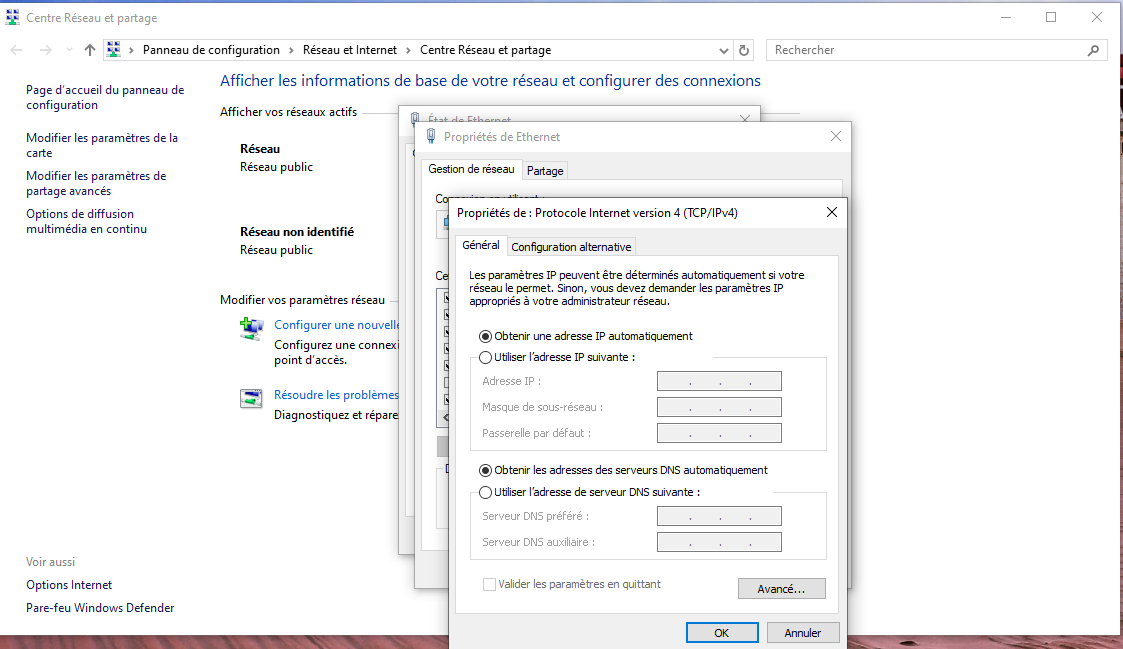 Centre Réseau et partage
Panneau de configuration > Réseau et Internet > Centre Réseau et partage
Rechercher
Page d'accueil du panneau de
configuration
Modifier les paramètres de la
carte
Modifier les paramètres de
partage avancés
Options de diffusion
multimédia en continu
Voir aussi
Options Internet
Pare-feu Windows Defender
Afficher les informations de base de votre réseau et configurer des connexions
Afficher vos réseaux actifs
Réseau
Réseau public
Réseau non identifié
Réseau public
Modifier vos paramètres réseau
Configurer une nouvelle
Configurez une connexi
point d'accès.
Résoudre les problèmes
Diagnostiquez et répare
État de Ethernet
Propriétés de Ethernet
Gestion de réseau
Partage
Propriétés de : Protocole Internet version 4 (TCP/IPv4)
Général
Configuration alternative
Les paramètres IP peuvent être déterminés automatiquement si votre
réseau le permet. Sinon, vous devez demander les paramètres IP
appropriés à votre administrateur réseau.
Obtenir une adresse IP automatiquement
Utiliser l'adresse IP suivante :
Adresse IP :
Masque de sous-réseau :
Passerelle par défaut :
Obtenir les adresses des serveurs DNS automatiquement
Utiliser l'adresse de serveur DNS suivante :
Serveur DNS préféré :
Serveur DNS auxiliaire :
Valider les paramètres en quittant
Avancé...
OK
Annuler